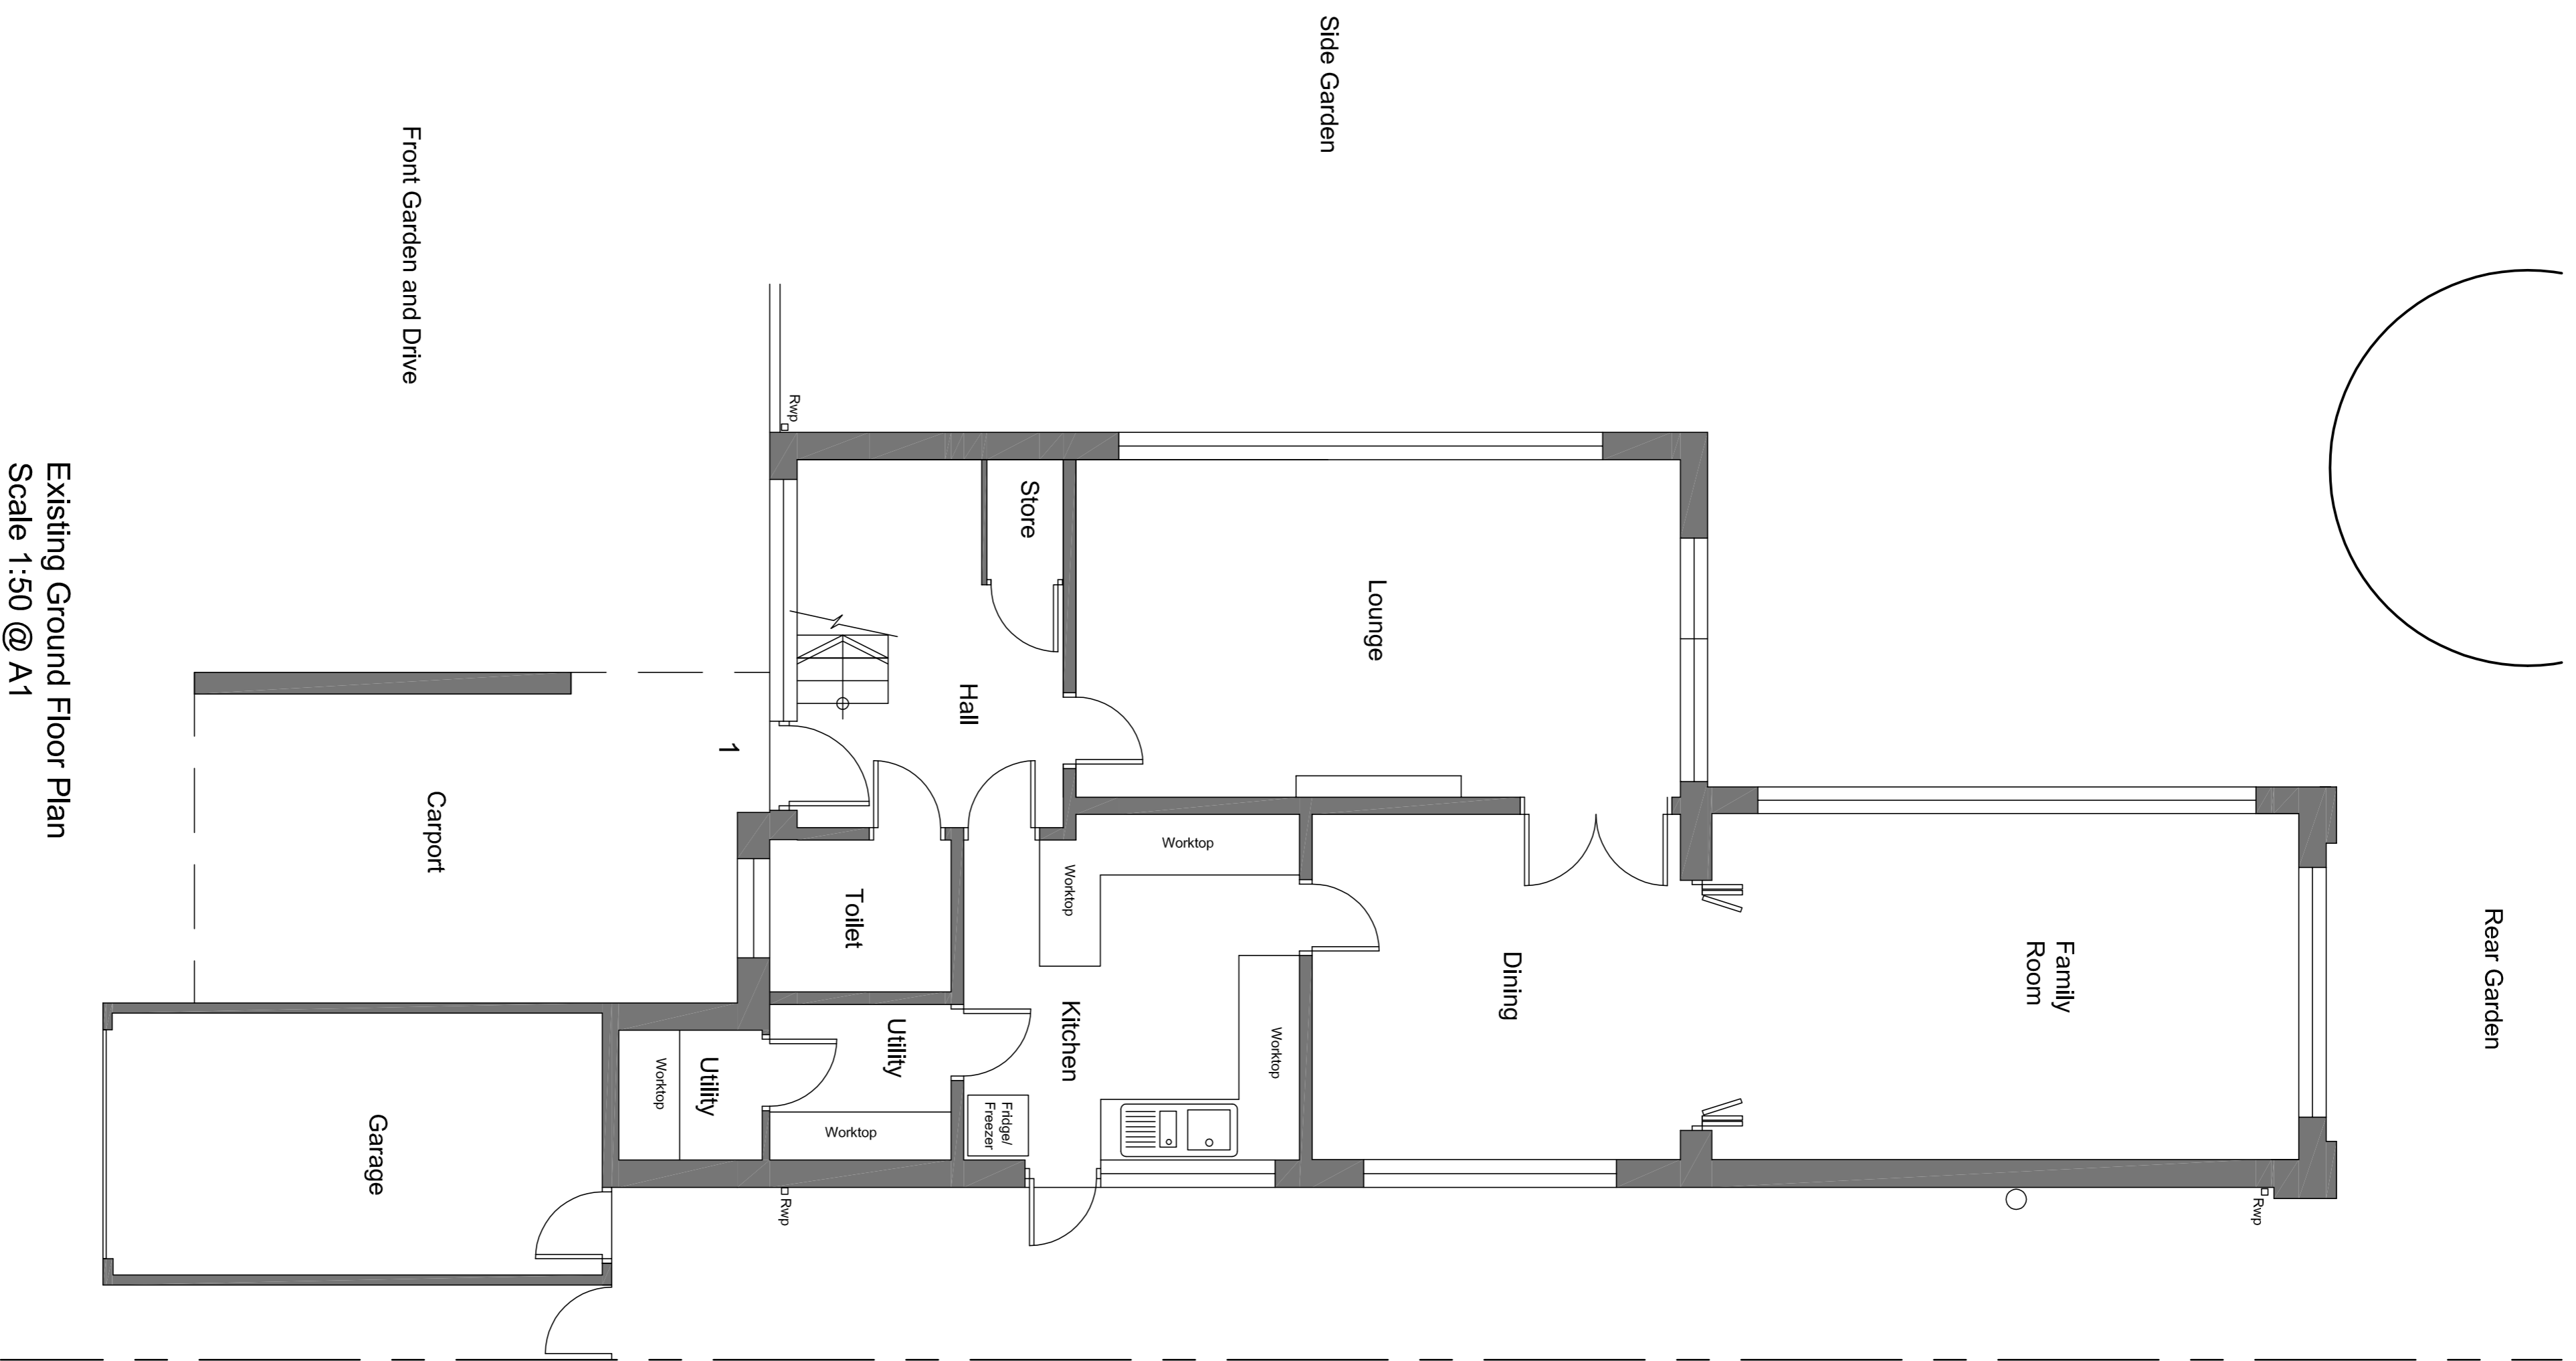 Side Garden
Rear Garden
Family
Room
Lounge
Dining
Store
Hall
Kitchen
Worktop
Worktop
Worktop
Fridge/
Freezer
Toilet
Utility
Worktop
Utility
Worktop
Rwp
Rwp
Rwp
1
Front Garden and Drive
Carport
Garage
Existing Ground Floor Plan
Scale 1:50 @ A1